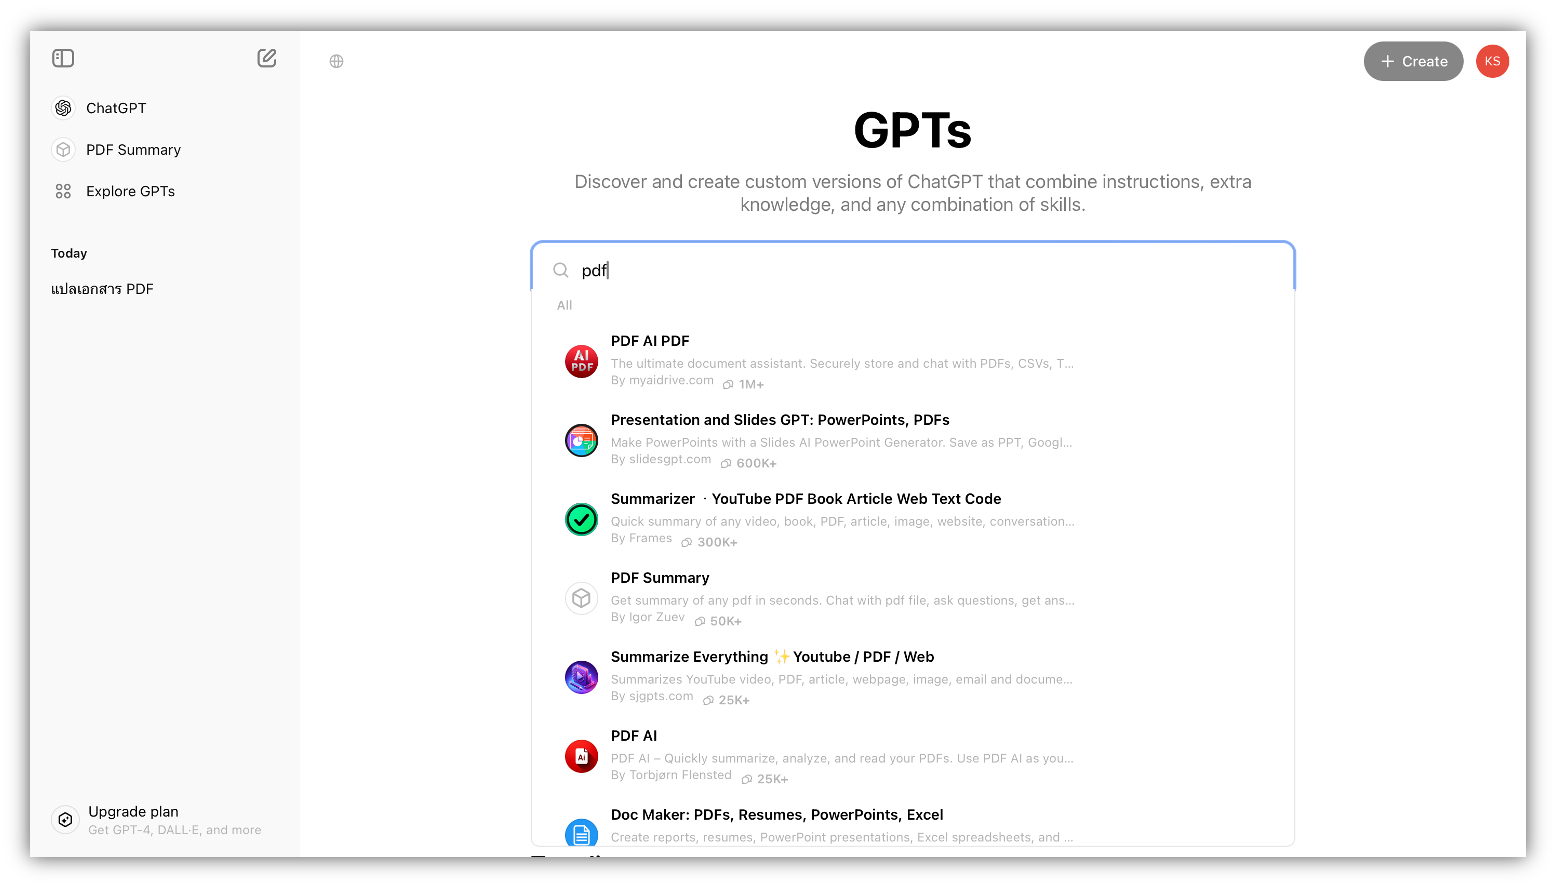 ChatGPT
PDF Summary
Explore GPTs
Today
แปลเอกสาร PDF
Upgrade plan
Get GPT-4, DALL·E, and more
Create
KS
GPTs
Discover and create custom versions of ChatGPT that combine instructions, extra
knowledge, and any combination of skills.
pdf
All
AI
PDF
PDF AI PDF
The ultimate document assistant. Securely store and chat with PDFs, CSVs, T...
By myaidrive.com 1M+
Presentation and Slides GPT: PowerPoints, PDFs
Make PowerPoints with a Slides AI PowerPoint Generator. Save as PPT, Googl...
By slidesgpt.com 600K+
Summarizer · YouTube PDF Book Article Web Text Code
Quick summary of any video, book, PDF, article, image, website, conversation...
By Frames 300K+
PDF Summary
Get summary of any pdf in seconds. Chat with pdf file, ask questions, get ans...
By Igor Zuev 50K+
Summarize Everything ✨ Youtube / PDF / Web
Summarizes YouTube video, PDF, article, webpage, image, email and docume...
By sjgpts.com 25K+
Ai
PDF AI
PDF AI – Quickly summarize, analyze, and read your PDFs. Use PDF AI as you...
By Torbjørn Flensted 25K+
Doc Maker: PDFs, Resumes, PowerPoints, Excel
Create reports, resumes, PowerPoint presentations, Excel spreadsheets, and ...